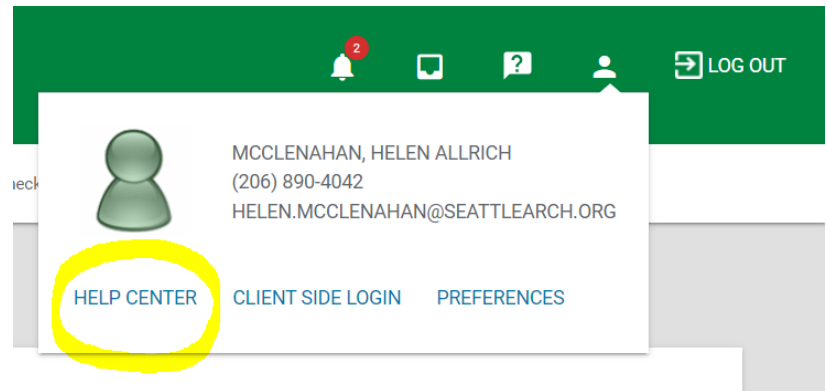 2
? LOG OUT
MCCLENAHAN, HELEN ALLRICH
(206) 890-4042
HELEN.MCCLENAHAN@SEATTLEARCH.ORG
HELP CENTER CLIENT SIDE LOGIN PREFERENCES